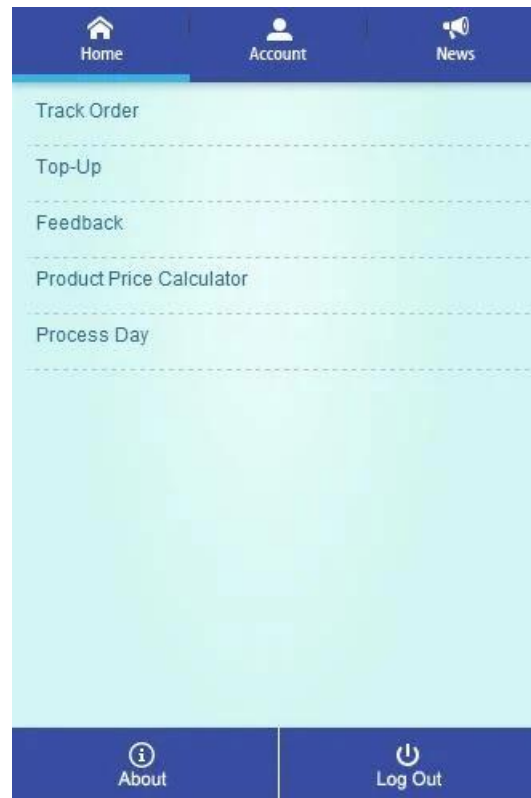 Home
Account
News
Track Order
Top-Up
Feedback
Product Price Calculator
Process Day
About
Log Out